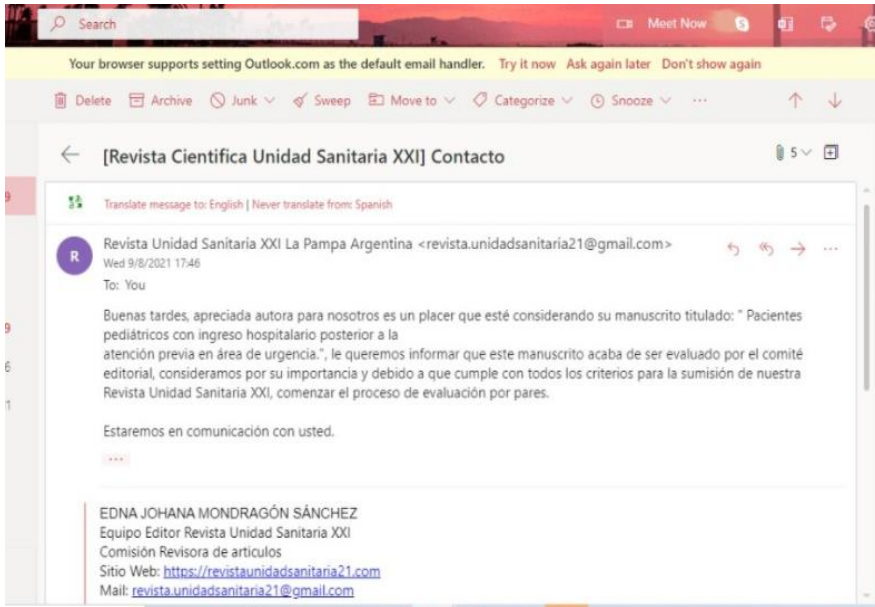 Search
Meet Now
Your browser supports setting Outlook.com as the default email handler. Try it now Ask again later Don't show again
Delete Archive Junk Sweep Move to Categorize Snooze ...
[Revista Cientifica Unidad Sanitaria XXI] Contacto
5
Translate message to: English | Never translate from: Spanish
R
Revista Unidad Sanitaria XXI La Pampa Argentina <revista.unidadsanitaria21@gmail.com>
Wed 9/8/2021 17:46
To: You
Buenas tardes, apreciada autora para nosotros es un placer que esté considerando su manuscrito titulado: " Pacientes
pediátricos con ingreso hospitalario posterior a la
atención previa en área de urgencia.", le queremos informar que este manuscrito acaba de ser evaluado por el comité
editorial, consideramos por su importancia y debido a que cumple con todos los criterios para la sumisión de nuestra
Revista Unidad Sanitaria XXI, comenzar el proceso de evaluación por pares.
Estaremos en comunicación con usted.
...
EDNA JOHANA MONDRAGÓN SÁNCHEZ
Equipo Editor Revista Unidad Sanitaria XXI
Comisión Revisora de articulos
Sitio Web: https://revistaunidadsanitaria21.com
Mail: revista.unidadsanitaria21@gmail.com